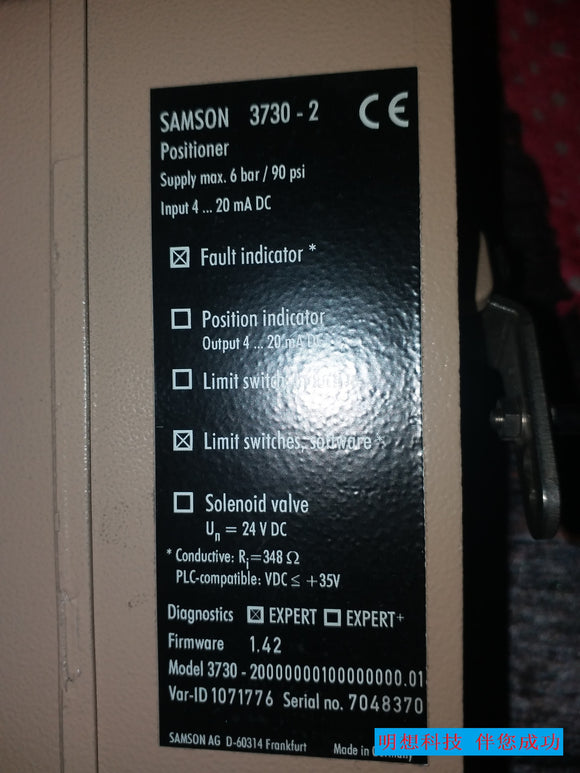 SAMSON 3730 - 2 CE
Positioner
Supply max. 6 bar / 90 psi
Input 4 ... 20 mA DC
☒ Fault indicator *
☐ Position indicator
Output 4 ... 20 mA DC
☐ Limit switch,
☒ Limit switches, software *
☐ Solenoid valve
Un = 24 V DC
* Conductive: Ri=348 Ω
PLC-compatible: VDC ≤ +35V
Diagnostics ☒ EXPERT ☐ EXPERT+
Firmware 1.42
Model 3730 - 20000000100000000.01
Var-ID 1071776 Serial no. 7048370
SAMSON AG D-60314 Frankfurt Made in Germany
明想科技 伴您成功